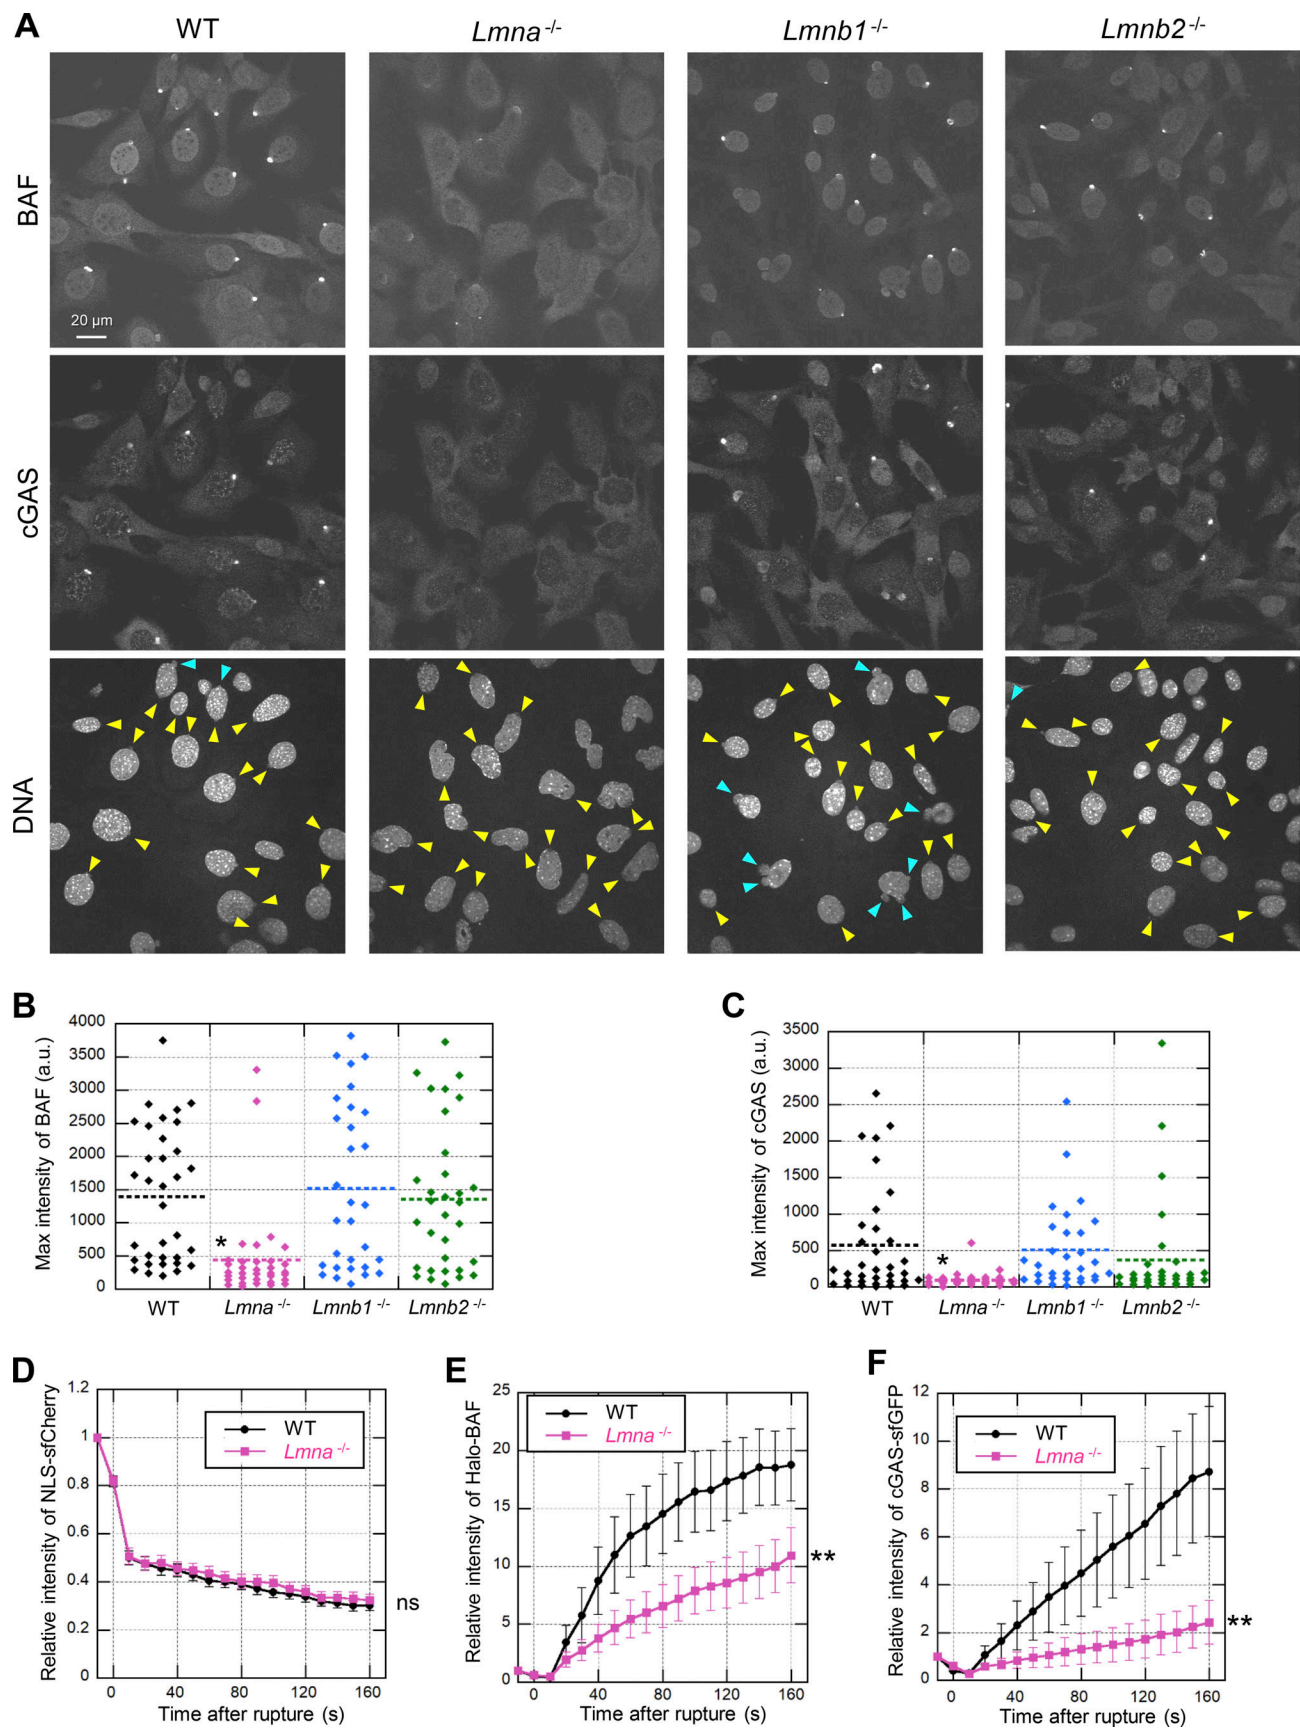 A
WT Lmna -/- Lmnb1 -/- Lmnb2 -/-
BAF
20 µm
cGAS
DNA
B
Max intensity of BAF (a.u.)
4000
3500
3000
2500
2000
1500
1000
500
0
*
WT Lmna -/- Lmnb1 -/- Lmnb2 -/-
C
Max intensity of cGAS (a.u.)
3500
3000
2500
2000
1500
1000
500
0
*
WT Lmna -/- Lmnb1 -/- Lmnb2 -/-
D
Relative intensity of NLS-sfCherry
1.2
1
0.8
0.6
0.4
0.2
0
WT
Lmna -/-
ns
0 40 80 120 160
Time after rupture (s)
E
Relative intensity of Halo-BAF
25
20
15
10
5
0
WT
Lmna -/-
**
0 40 80 120 160
Time after rupture (s)
F
Relative intensity of cGAS-sfGFP
12
10
8
6
4
2
0
WT
Lmna -/-
**
0 40 80 120 160
Time after rupture (s)